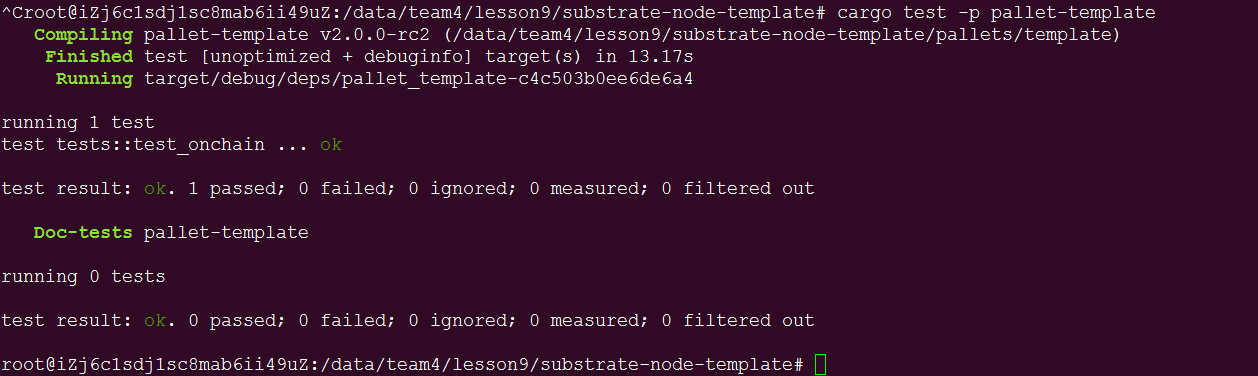 ^Croot@iZj6c1sdj1sc8mab6ii49uZ:/data/team4/lesson9/substrate-node-template# cargo test -p pallet-template
Compiling pallet-template v2.0.0-rc2 (/data/team4/lesson9/substrate-node-template/pallets/template)
Finished test [unoptimized + debuginfo] target(s) in 13.17s
Running target/debug/deps/pallet_template-c4c503b0ee6de6a4
running 1 test
test tests::test_onchain ... ok
test result: ok. 1 passed; 0 failed; 0 ignored; 0 measured; 0 filtered out
Doc-tests pallet-template
running 0 tests
test result: ok. 0 passed; 0 failed; 0 ignored; 0 measured; 0 filtered out
root@iZj6c1sdj1sc8mab6ii49uZ:/data/team4/lesson9/substrate-node-template#